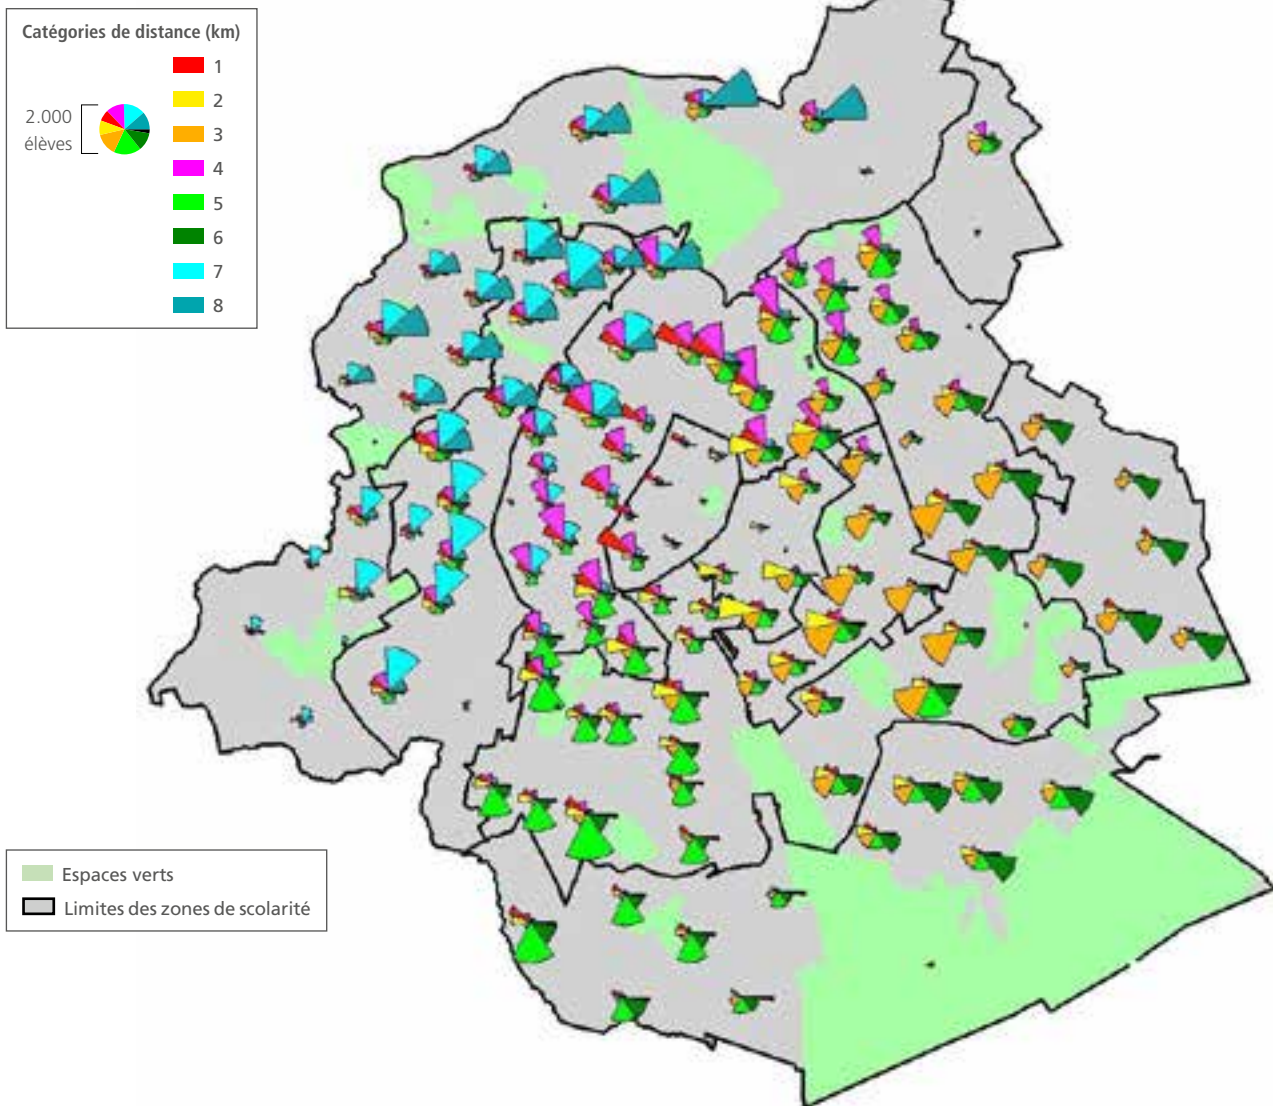 Catégories de distance (km)
1
2
2.000
élèves
3
4
5
6
7
8
Espaces verts
Limites des zones de scolarité